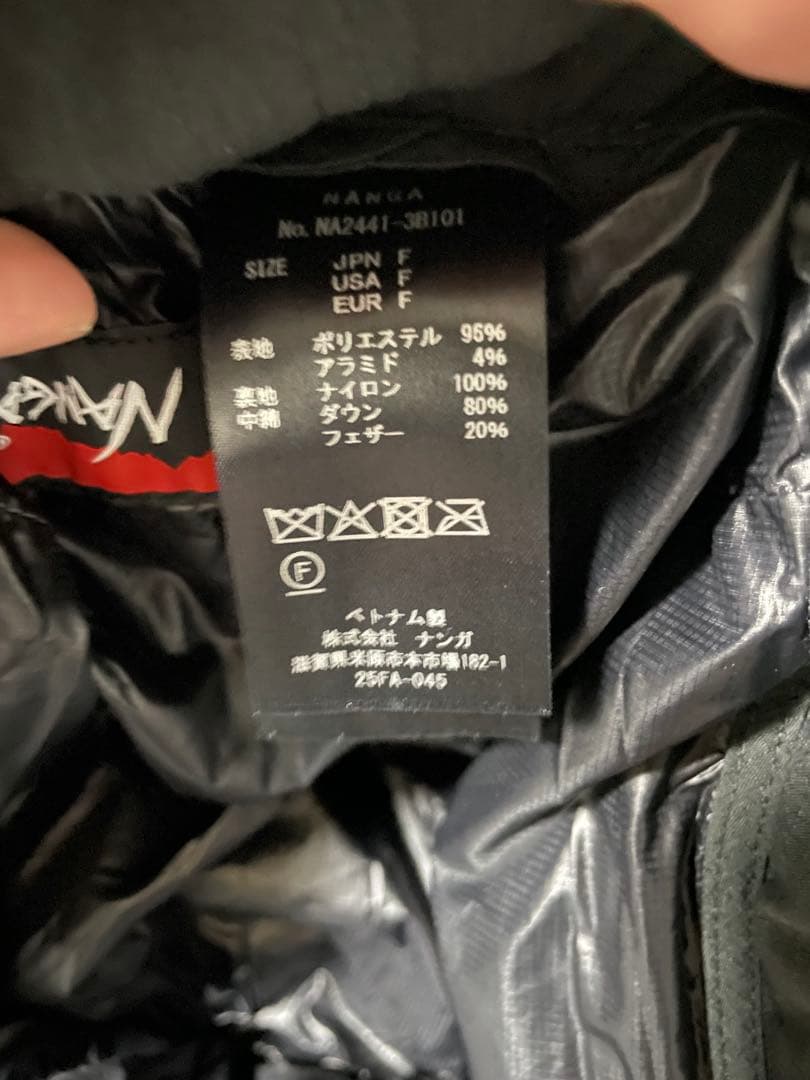 NANGA
No. NA2441-3B101
SIZE JPN F
USA F
EUR F
表地 ポリエステル 96%
アラミド 4%
裏地 ナイロン 100%
中綿 ダウン 80%
フェザー 20%
F
ベトナム製
株式会社 ナンガ
滋賀県米原市本市場182-1
25FA-045
NANGA